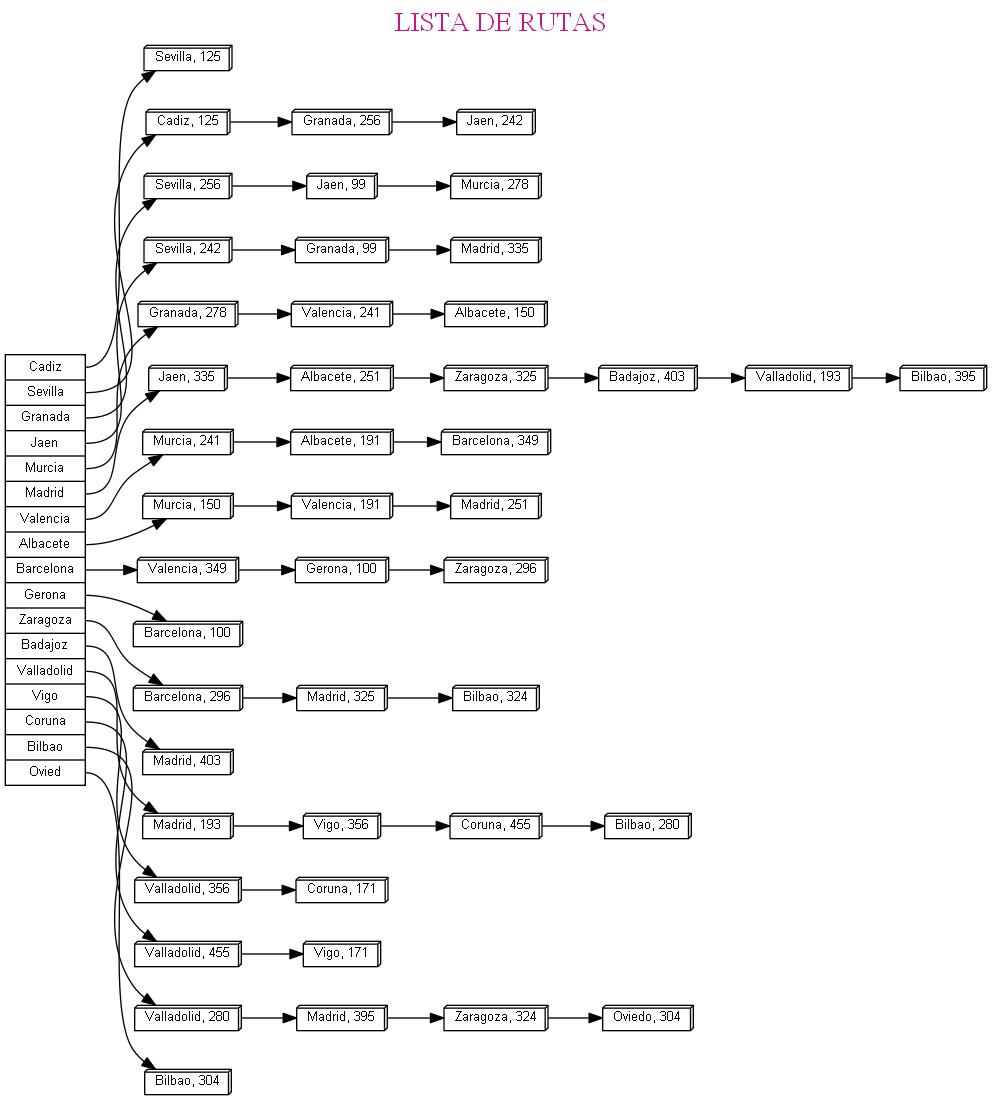 LISTA DE RUTAS
Sevilla, 125
Cadiz, 125 Granada, 256 Jaen, 242
Sevilla, 256 Jaen, 99 Murcia, 278
Sevilla, 242 Granada, 99 Madrid, 335
Granada, 278 Valencia, 241 Albacete, 150
Cadiz
Jaen, 335 Albacete, 251 Zaragoza, 325 Badajoz, 403 Valladolid, 193 Bilbao, 395
Sevilla
Granada
Jaen
Murcia, 241 Albacete, 191 Barcelona, 349
Murcia
Madrid
Murcia, 150 Valencia, 191 Madrid, 251
Valencia
Albacete
Barcelona
Valencia, 349 Gerona, 100 Zaragoza, 296
Gerona
Zaragoza
Barcelona, 100
Badajoz
Valladolid
Vigo
Barcelona, 296 Madrid, 325 Bilbao, 324
Coruna
Bilbao
Madrid, 403
Ovied
Madrid, 193 Vigo, 356 Coruna, 455 Bilbao, 280
Valladolid, 356 Coruna, 171
Valladolid, 455 Vigo, 171
Valladolid, 280 Madrid, 395 Zaragoza, 324 Oviedo, 304
Bilbao, 304